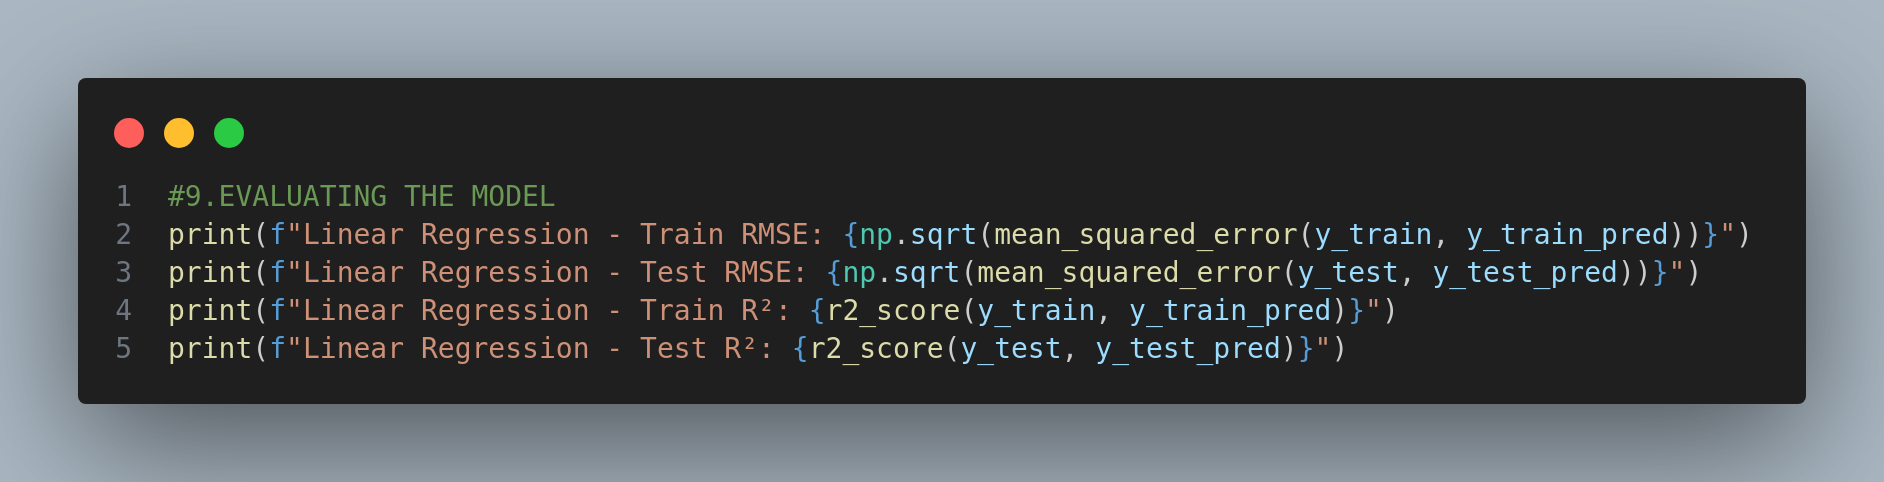 1 #9.EVALUATING THE MODEL
2 print(f"Linear Regression - Train RMSE: {np.sqrt(mean_squared_error(y_train, y_train_pred))}")
3 print(f"Linear Regression - Test RMSE: {np.sqrt(mean_squared_error(y_test, y_test_pred))}")
4 print(f"Linear Regression - Train R²: {r2_score(y_train, y_train_pred)}")
5 print(f"Linear Regression - Test R²: {r2_score(y_test, y_test_pred)}")